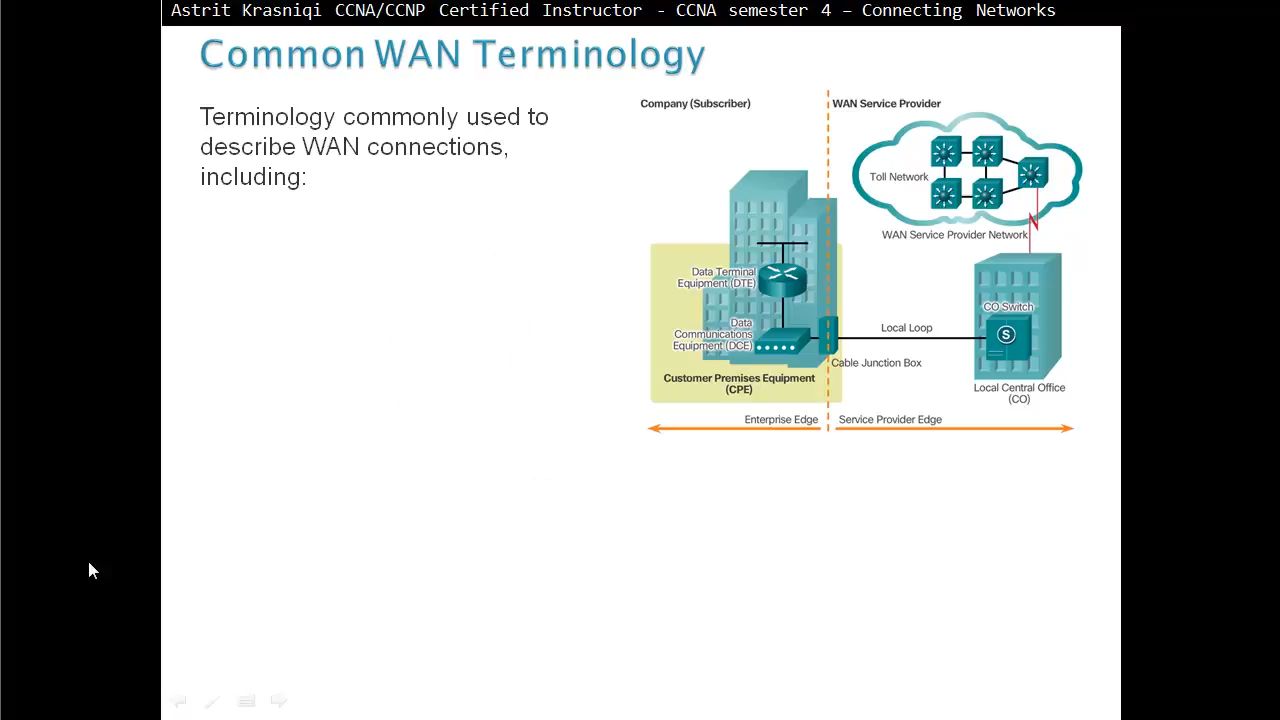 Astrit Krasniqi CCNA/CCNP Certified Instructor - CCNA semester 4 – Connecting Networks
Common WAN Terminology
Terminology commonly used to
describe WAN connections,
including:
Company (Subscriber)
WAN Service Provider
Toll Network
WAN Service Provider Network
Data Terminal
Equipment (DTE)
Data
Communications
Equipment (DCE)
Customer Premises Equipment
(CPE)
CO Switch
S
Local Loop
Cable Junction Box
Local Central Office
(CO)
Enterprise Edge
Service Provider Edge